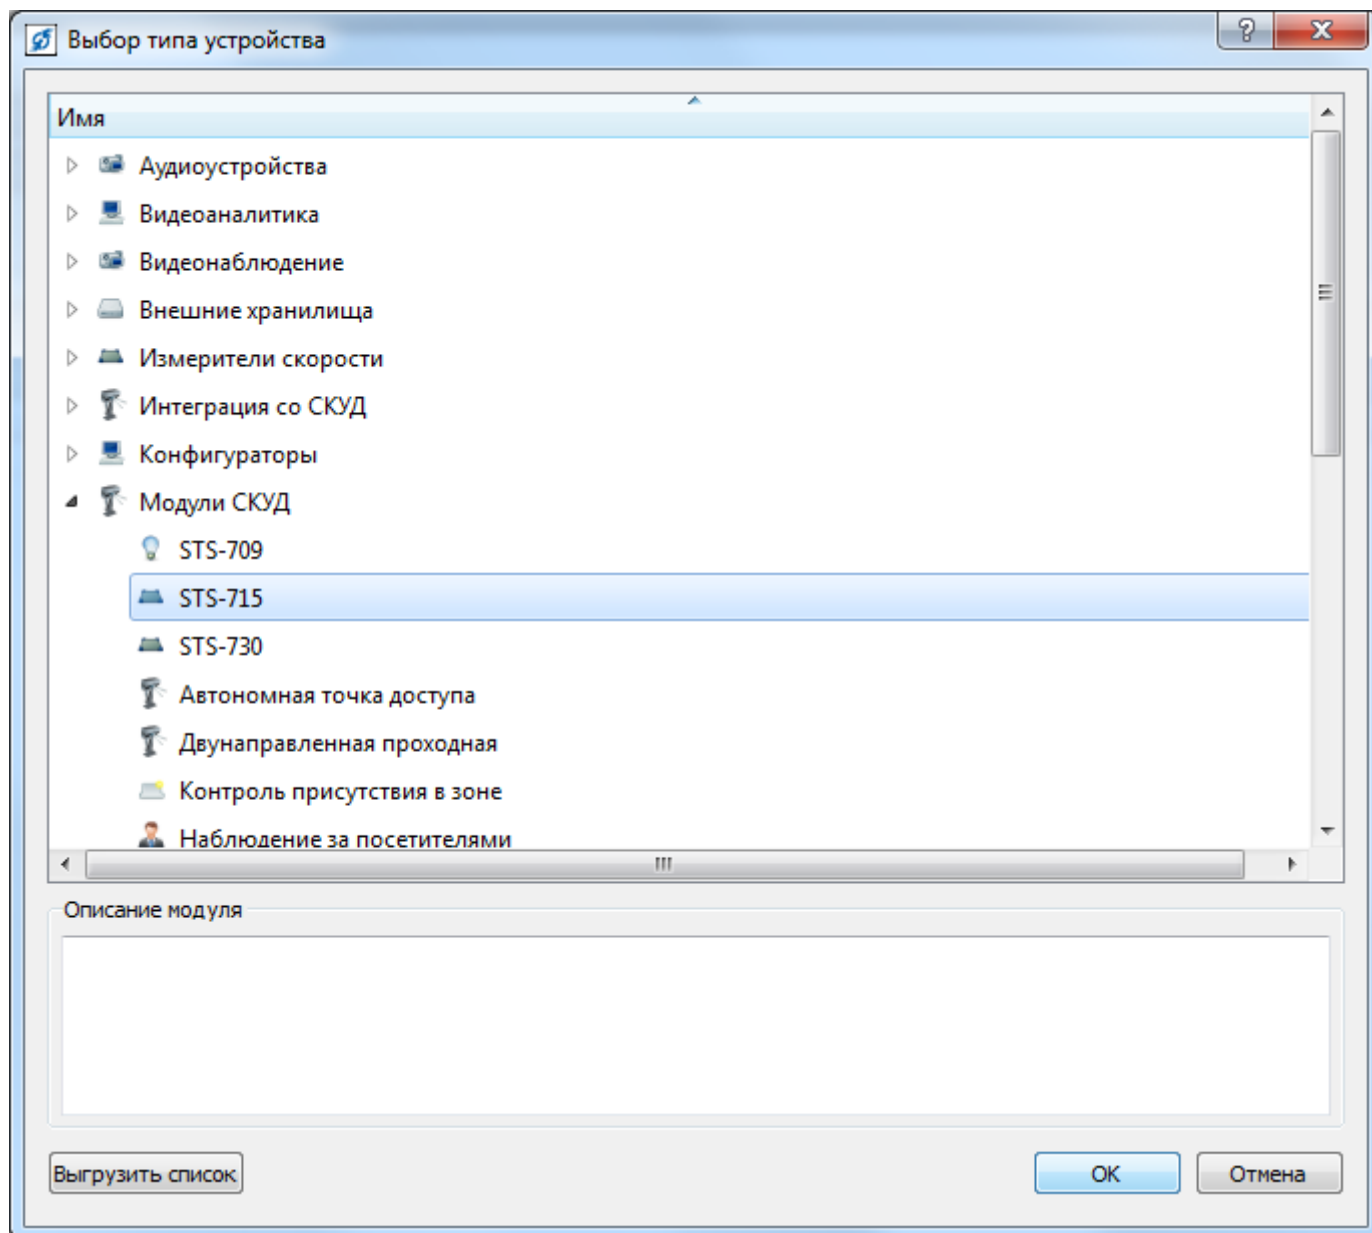 Выбор типа устройства
Имя
Аудиоустройства
Видеоаналитика
Видеонаблюдение
Внешние хранилища
Измерители скорости
Интеграция со СКУД
Конфигураторы
Модули СКУД
STS-709
STS-715
STS-730
Автономная точка доступа
Двунаправленная проходная
Контроль присутствия в зоне
Наблюдение за посетителями
Описание модуля
Выгрузить список
ОК
Отмена